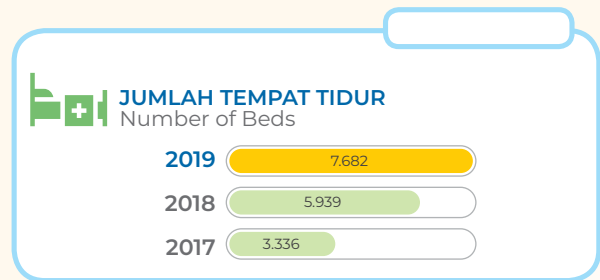 JUMLAH TEMPAT TIDUR
Number of Beds
2019 7.682
2018 5.939
2017 3.336